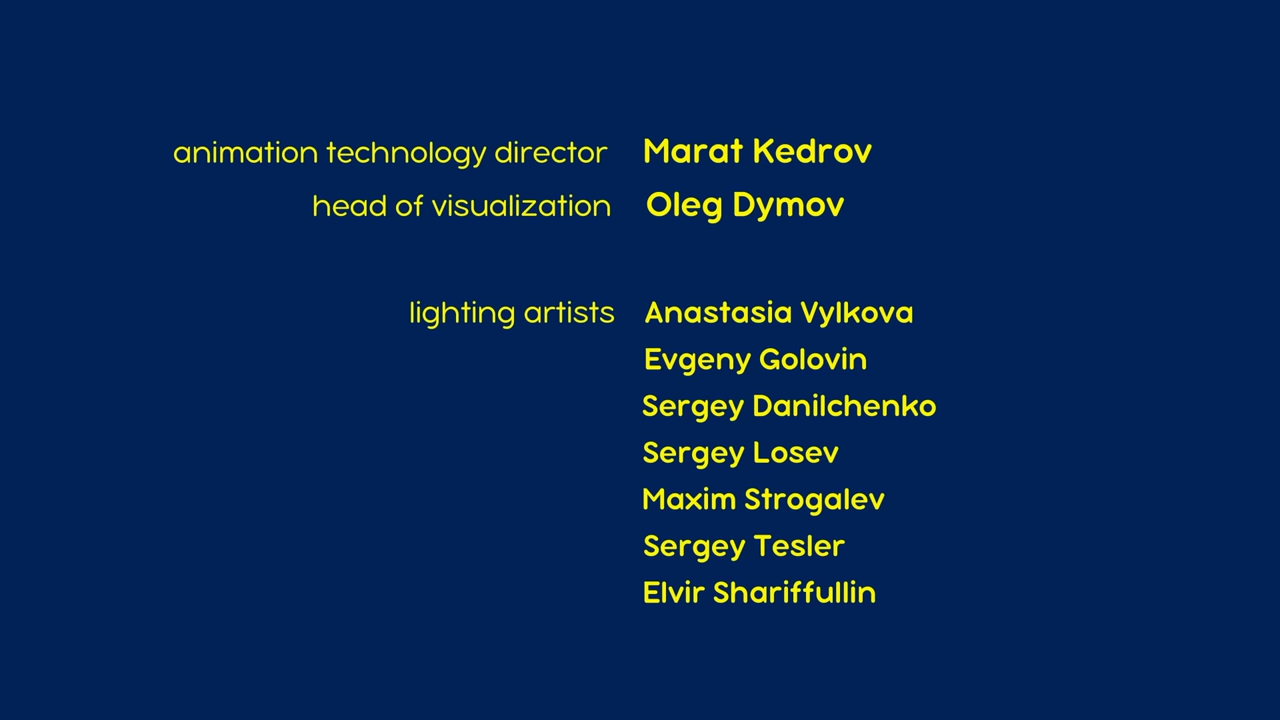 animation technology director Marat Kedrov
head of visualization Oleg Dymov
lighting artists Anastasia Vylkova
Evgeny Golovin
Sergey Danilchenko
Sergey Losev
Maxim Strogalev
Sergey Tesler
Elvir Shariffullin